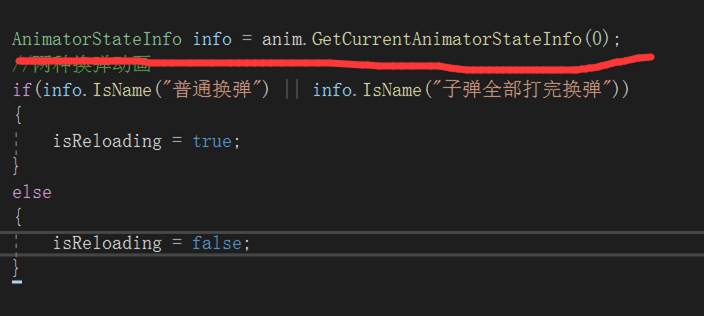 AnimatorStateInfo info = anim.GetCurrentAnimatorStateInfo(0);
//两种换弹动画
if(info.IsName("普通换弹") || info.IsName("子弹全部打完换弹"))
{
isReloading = true;
}
else
{
isReloading = false;
}